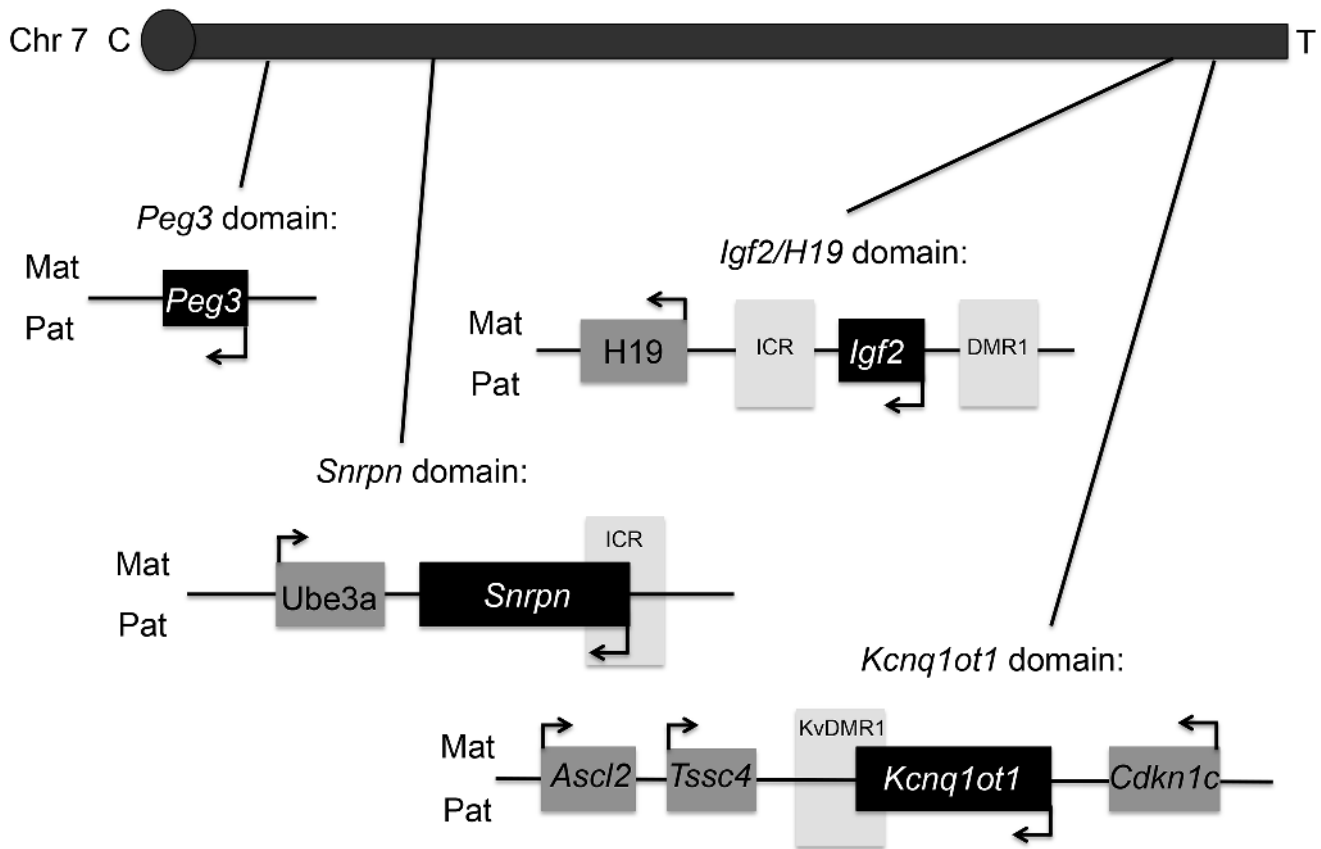 Chr 7 C T
Peg3 domain:
Mat
Peg3
Pat
Igf2/H19 domain:
Mat
H19 ICR Igf2 DMR1
Pat
Snrpn domain:
ICR
Mat
Ube3a Snrpn
Pat
Kcnq1ot1 domain:
KvDMR1
Mat
Ascl2 Tssc4 Kcnq1ot1 Cdkn1c
Pat